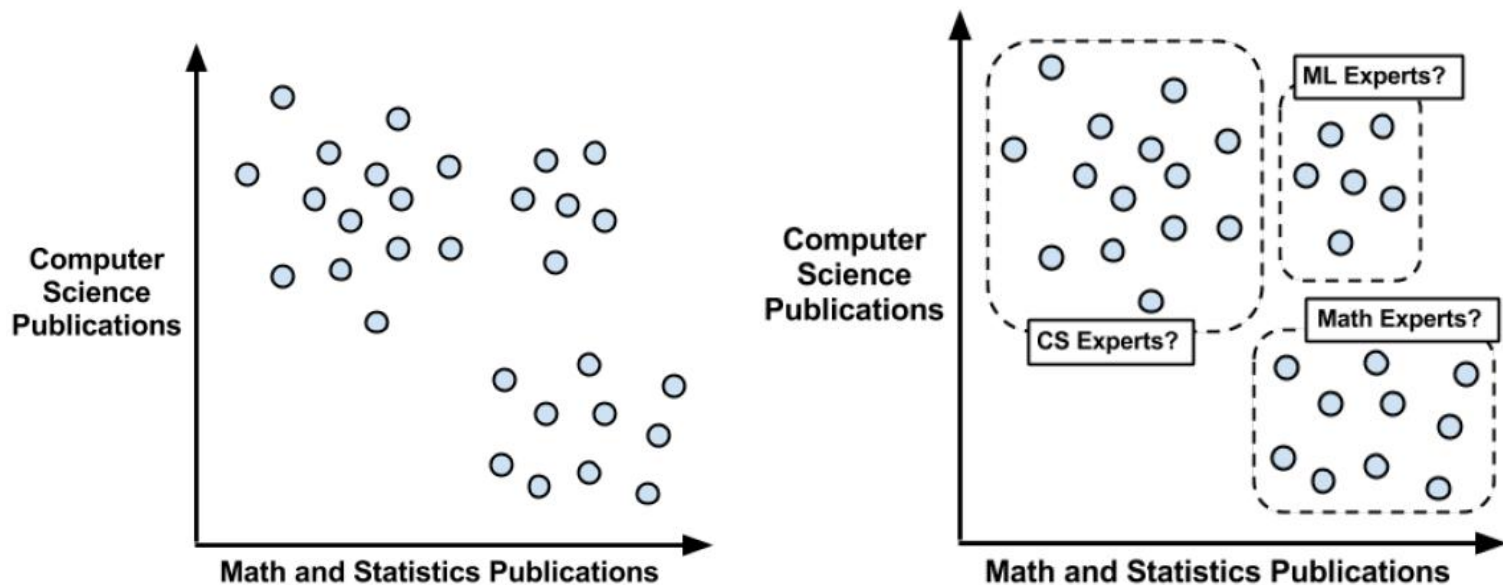 Computer
Science
Publications
Math and Statistics Publications
ML Experts?
Computer
Science
Publications
Math Experts?
CS Experts?
Math and Statistics Publications